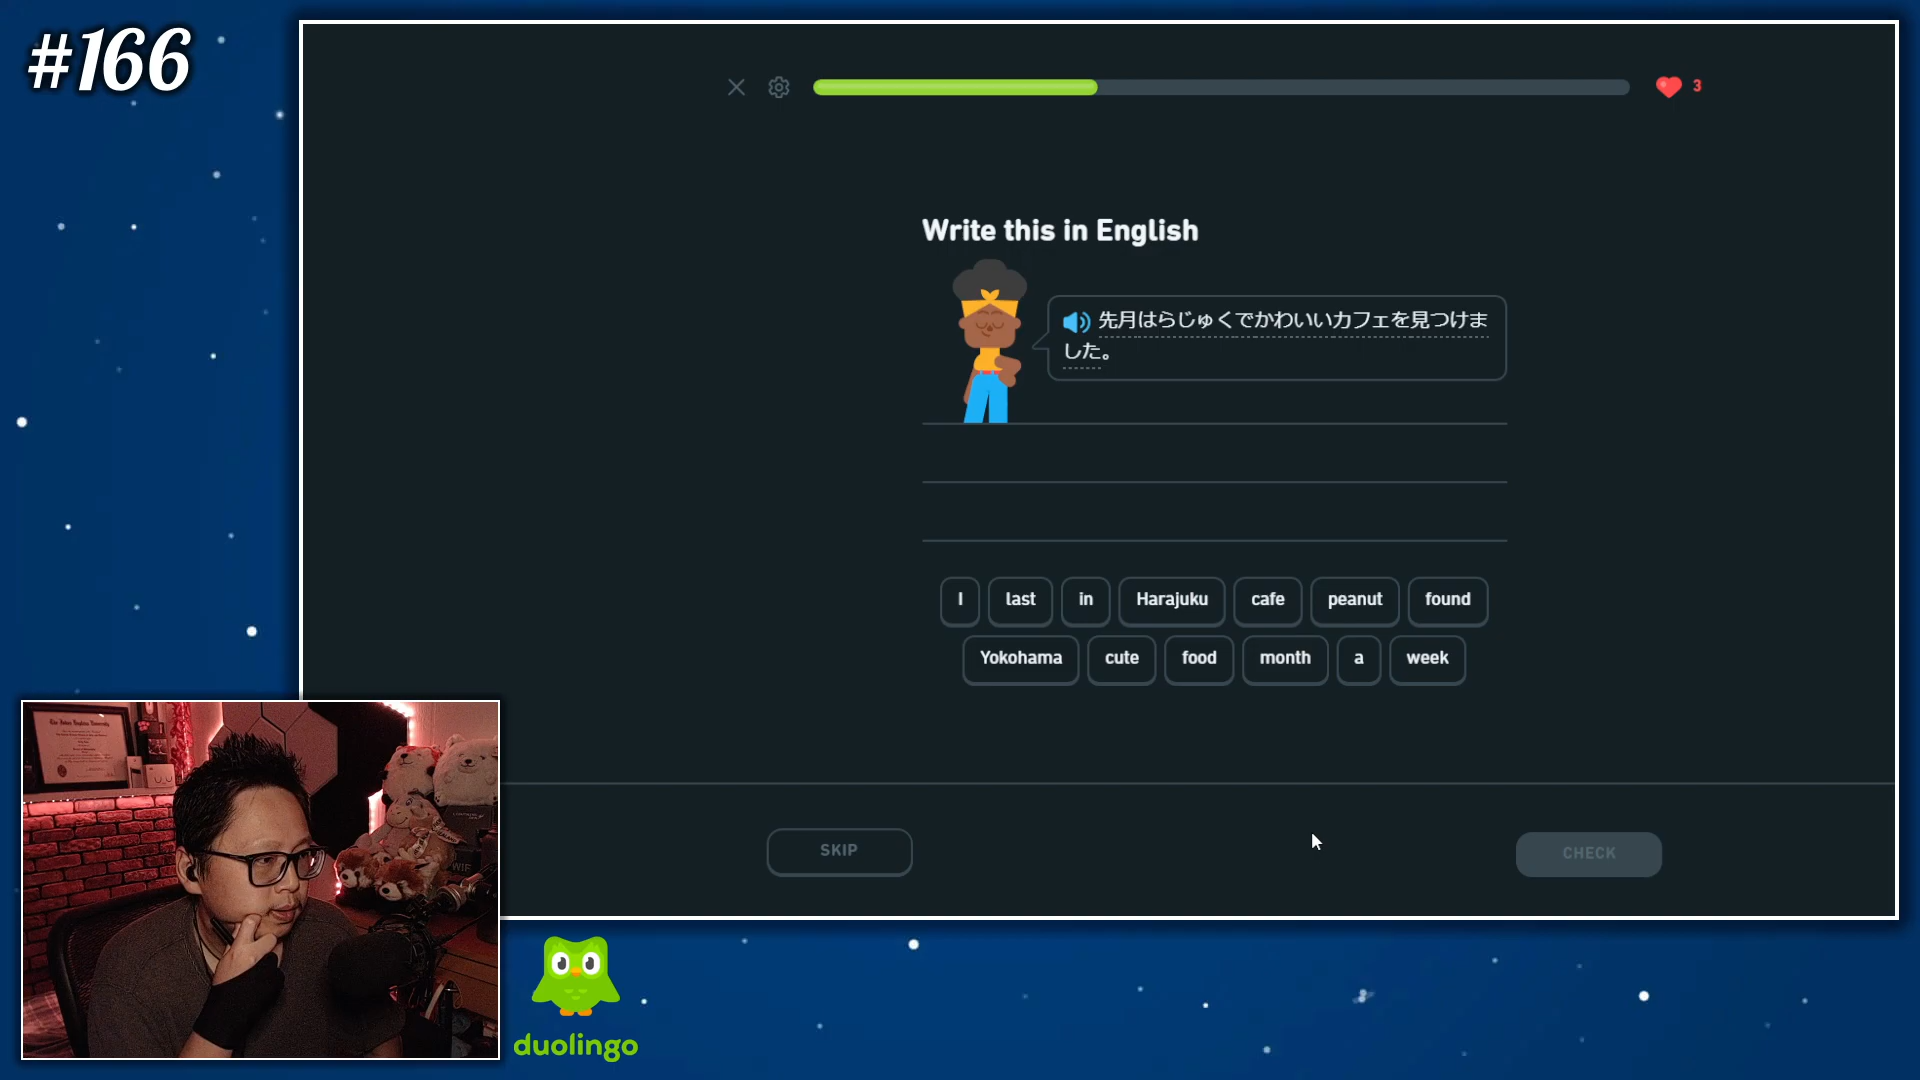 #166
3
Write this in English
先月はらじゅくでかわいいカフェを見つけま
した。
I last in Harajuku cafe peanut found
Yokohama cute food month a week
SKIP
CHECK
duolingo